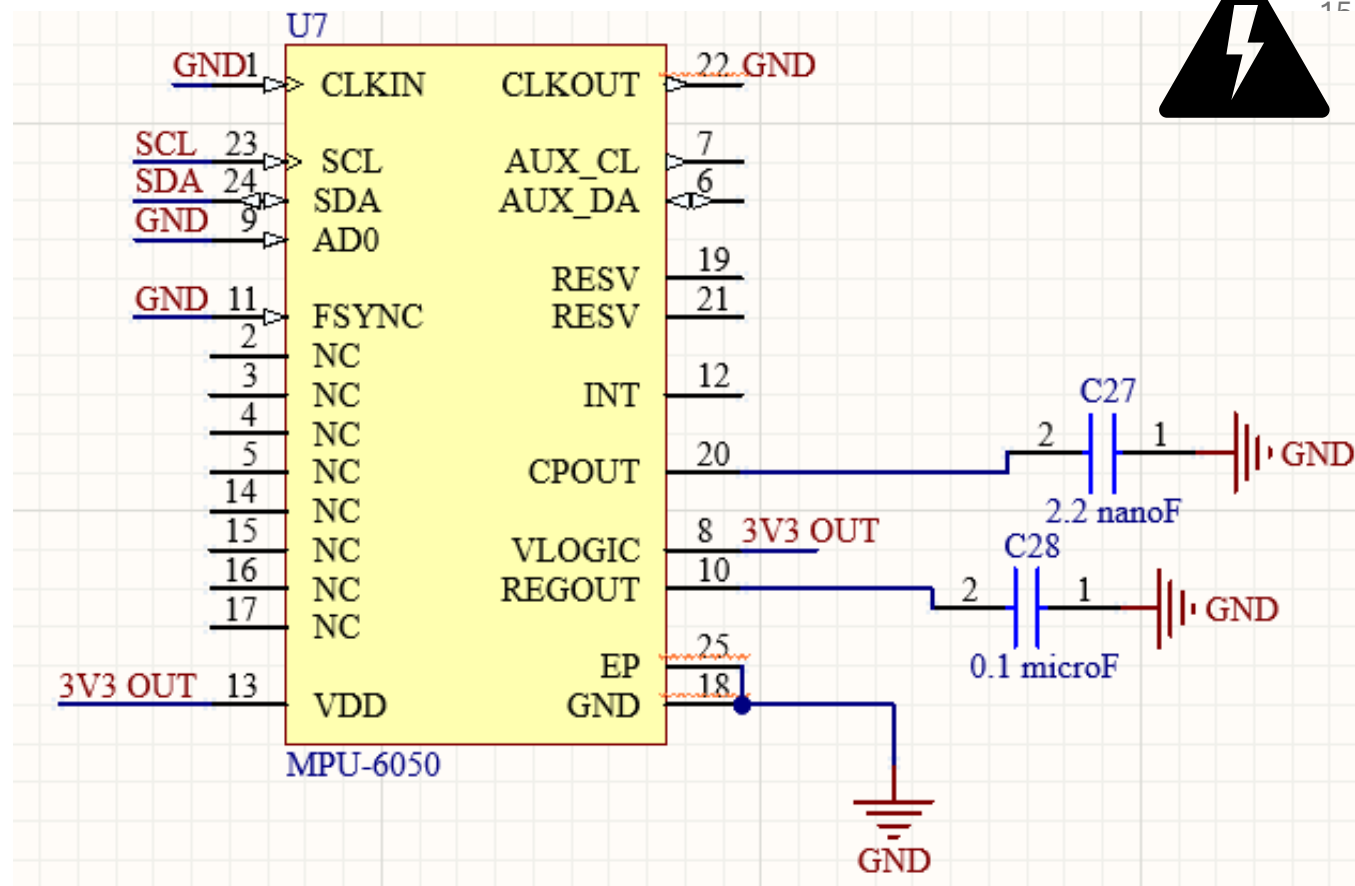 15
U7
GND 1 CLKIN CLKOUT 22 GND
SCL 23 SCL AUX_CL 7
SDA 24 SDA AUX_DA 6
GND 9 AD0
RESV 19
GND 11 FSYNC RESV 21
2 NC
3 NC INT 12
4 NC
5 NC CPOUT 20
C27
2 1 GND
2.2 nanoF
14 NC
15 NC VLOGIC 8 3V3 OUT
16 NC REGOUT 10
C28
2 1 GND
0.1 microF
17 NC
EP 25
3V3 OUT 13 VDD GND 18
MPU-6050
GND